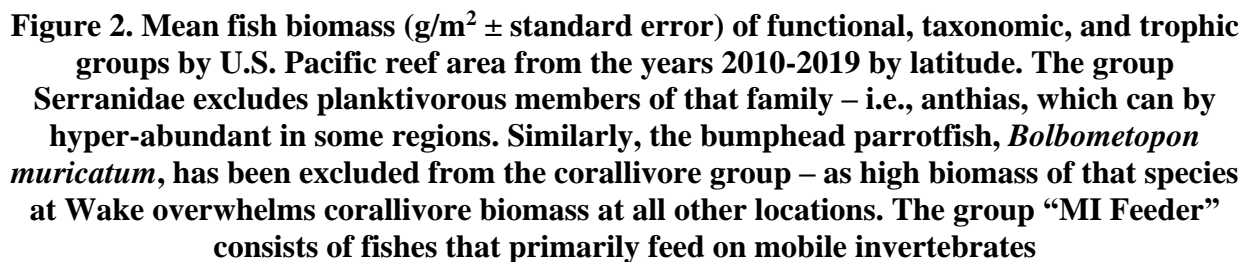 Figure 2. Mean fish biomass (g/m² ± standard error) of functional, taxonomic, and trophic
groups by U.S. Pacific reef area from the years 2010-2019 by latitude. The group
Serranidae excludes planktivorous members of that family – i.e., anthias, which can by
hyper-abundant in some regions. Similarly, the bumphead parrotfish, Bolbometopon
muricatum, has been excluded from the corallivore group – as high biomass of that species
at Wake overwhelms corallivore biomass at all other locations. The group “MI Feeder”
consists of fishes that primarily feed on mobile invertebrates